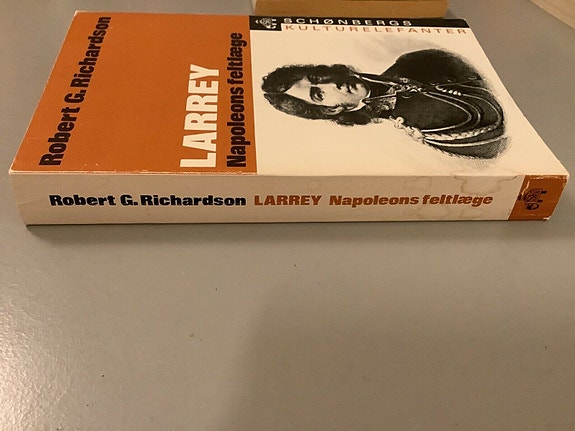 SCHØNBERGS
KULTURELEFANTER
Robert G. Richardson
LARREY
Napoleons feltlæge
Robert G. Richardson LARREY Napoleons feltlæge